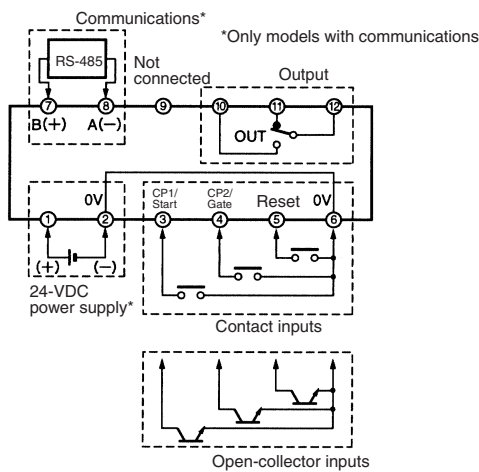 Communications*
*Only models with communications
RS-485
Not
connected
Output
7 8 9 10 11 12
B(+) A(−)
OUT
0V
CP1/
Start
CP2/
Gate
Reset
0V
1 2 3 4 5 6
(+) (−)
24-VDC
power supply*
Contact inputs
Open-collector inputs